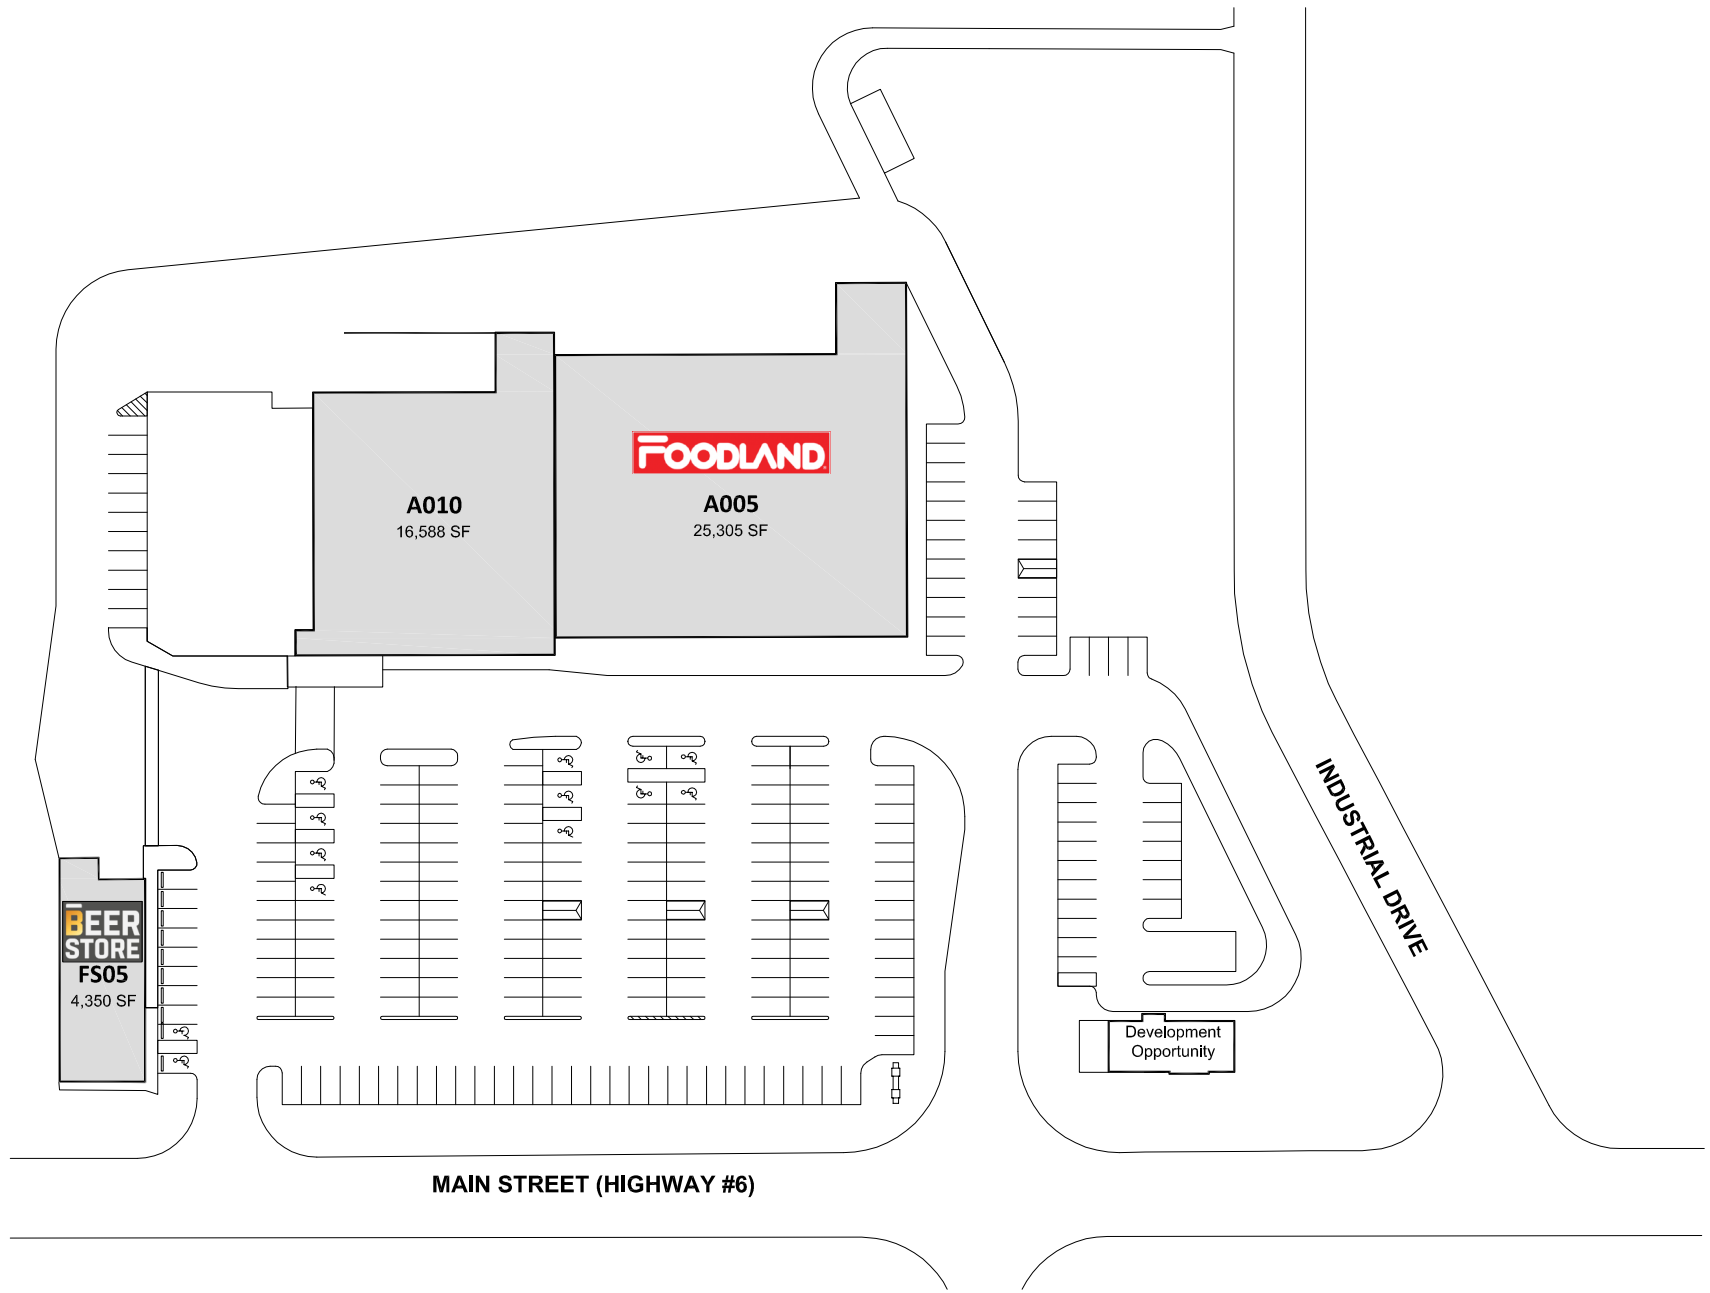 FOODLAND
A010
16,588 SF
A005
25,305 SF
INDUSTRIAL DRIVE
BEER
STORE
FS05
4,350 SF
Development
Opportunity
MAIN STREET (HIGHWAY #6)